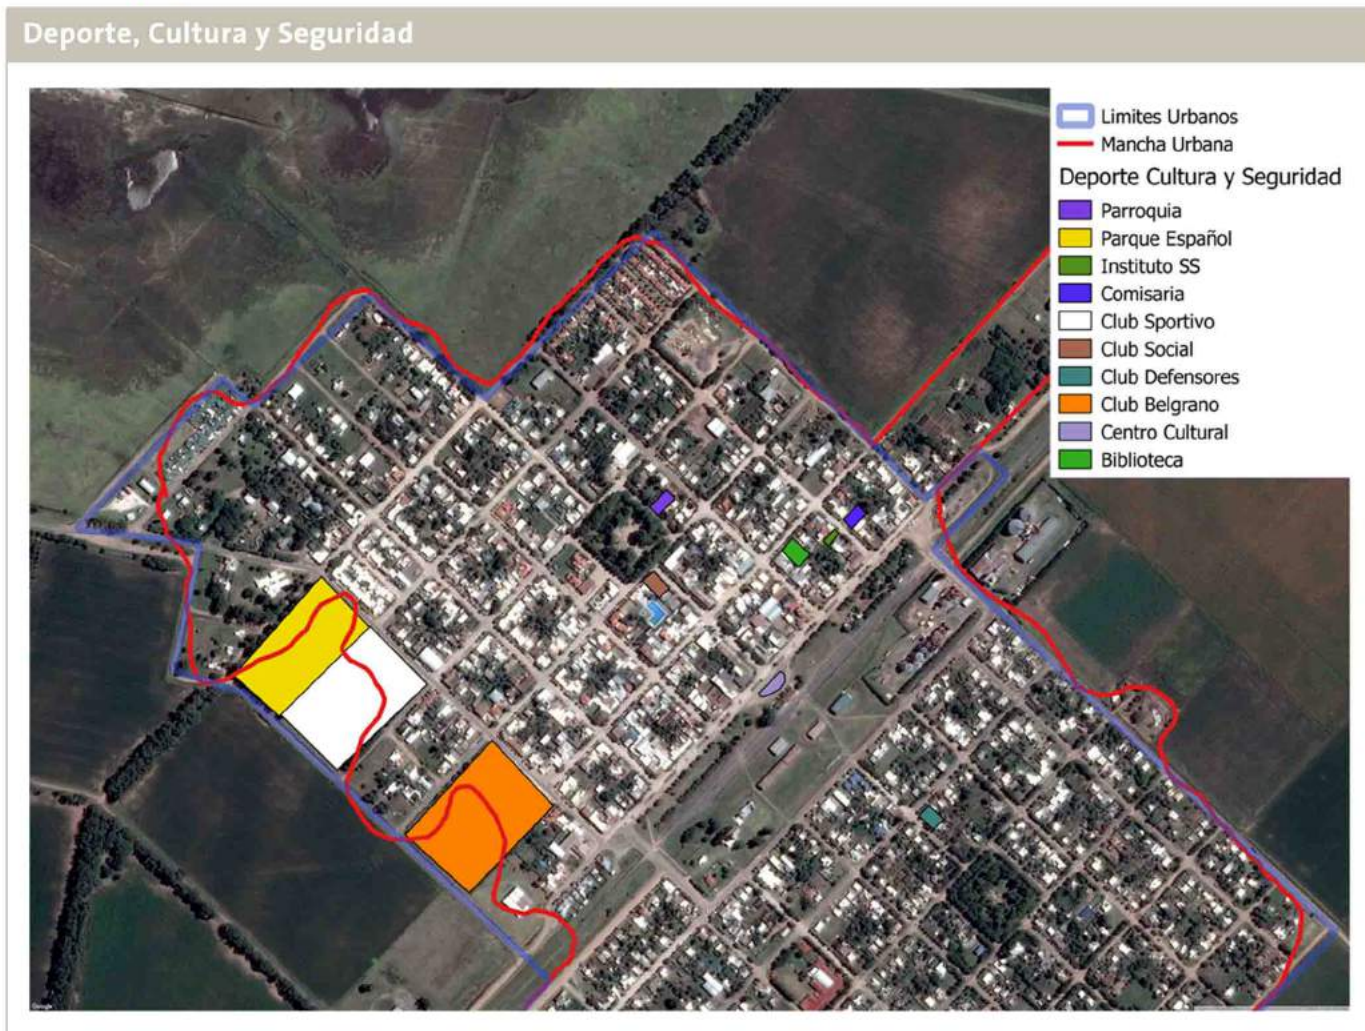 Deporte, Cultura y Seguridad
Limites Urbanos
Mancha Urbana
Deporte Cultura y Seguridad
Parroquia
Parque Español
Instituto SS
Comisaria
Club Sportivo
Club Social
Club Defensores
Club Belgrano
Centro Cultural
Biblioteca
Google